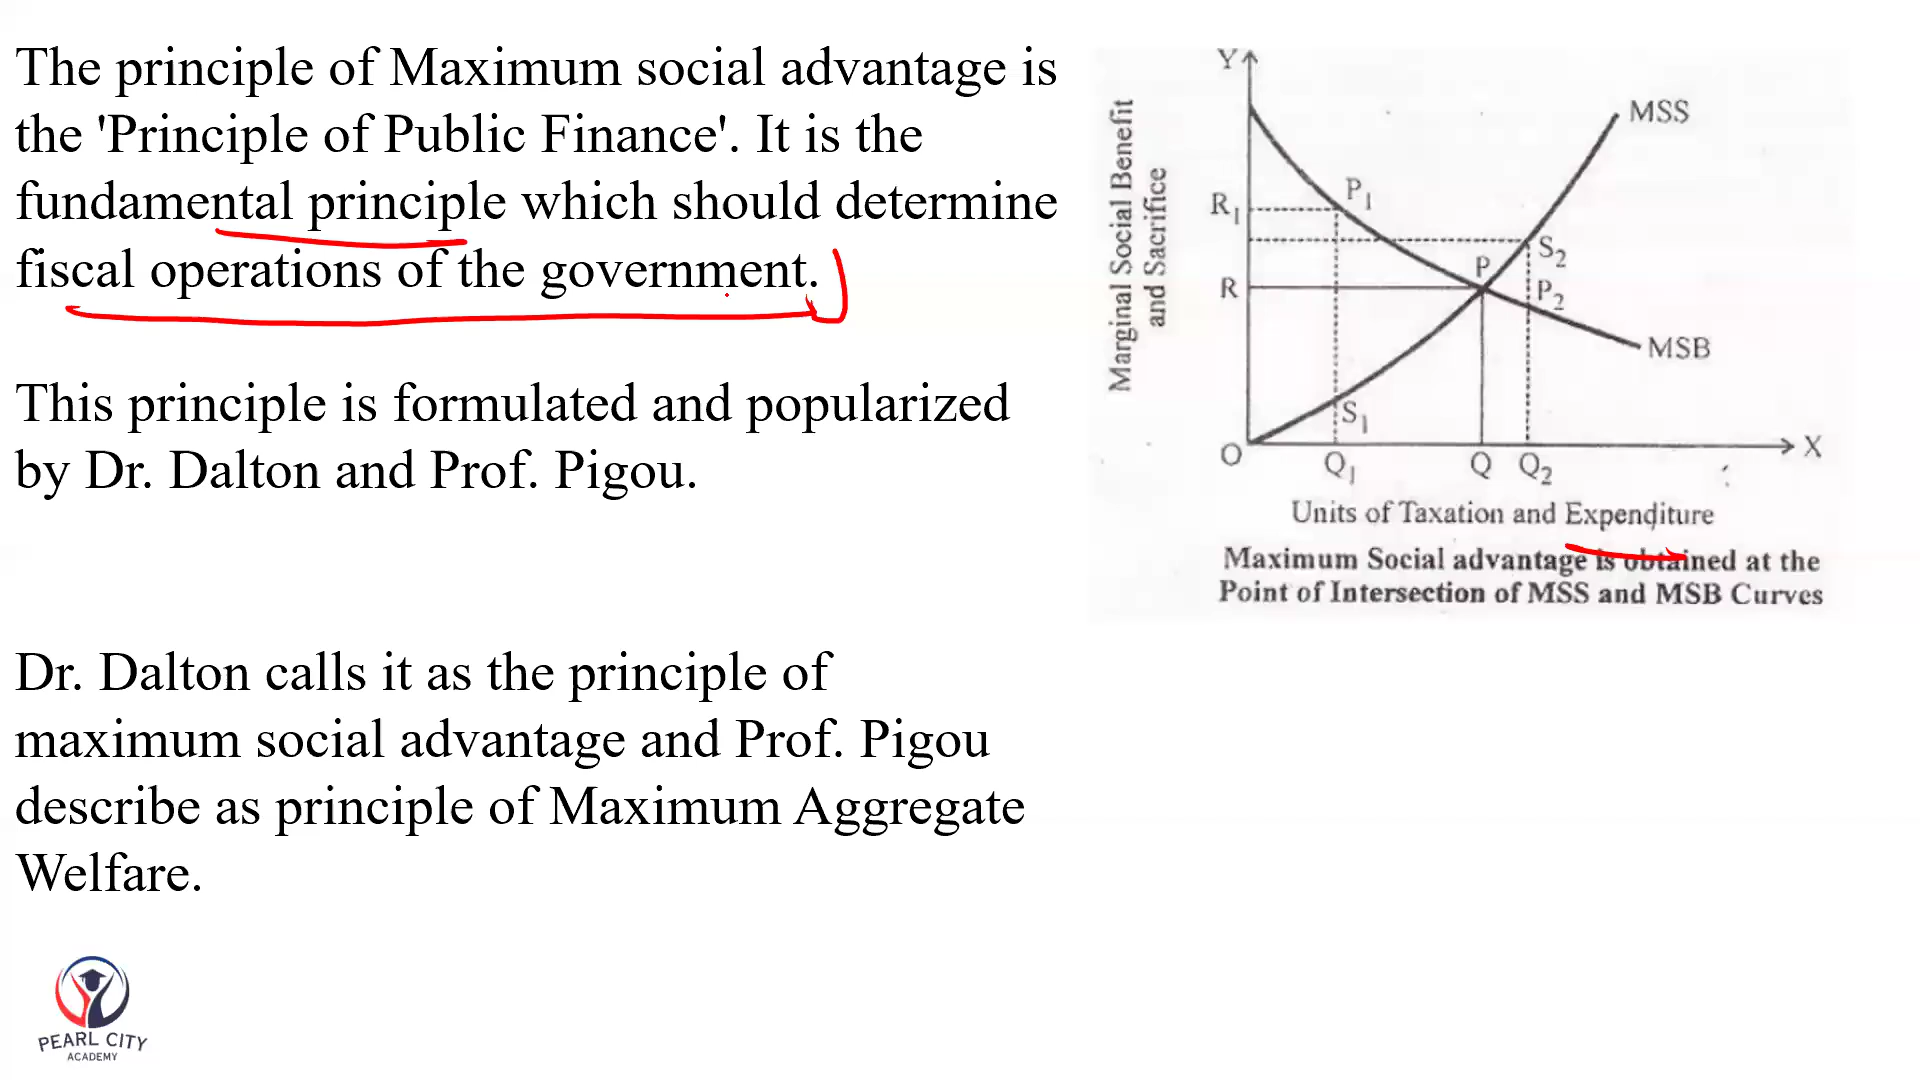 The principle of Maximum social advantage is
the 'Principle of Public Finance'. It is the
fundamental principle which should determine
fiscal operations of the government.
This principle is formulated and popularized
by Dr. Dalton and Prof. Pigou.
Dr. Dalton calls it as the principle of
maximum social advantage and Prof. Pigou
describe as principle of Maximum Aggregate
Welfare.
PEARL CITY
ACADEMY
Marginal Social Benefit
and Sacrifice
Y
MSS
R1
P1
S2
P
R
P2
MSB
S1
O
Q1
Q
Q2
X
Units of Taxation and Expenditure
Maximum Social advantage is obtained at the
Point of Intersection of MSS and MSB Curves